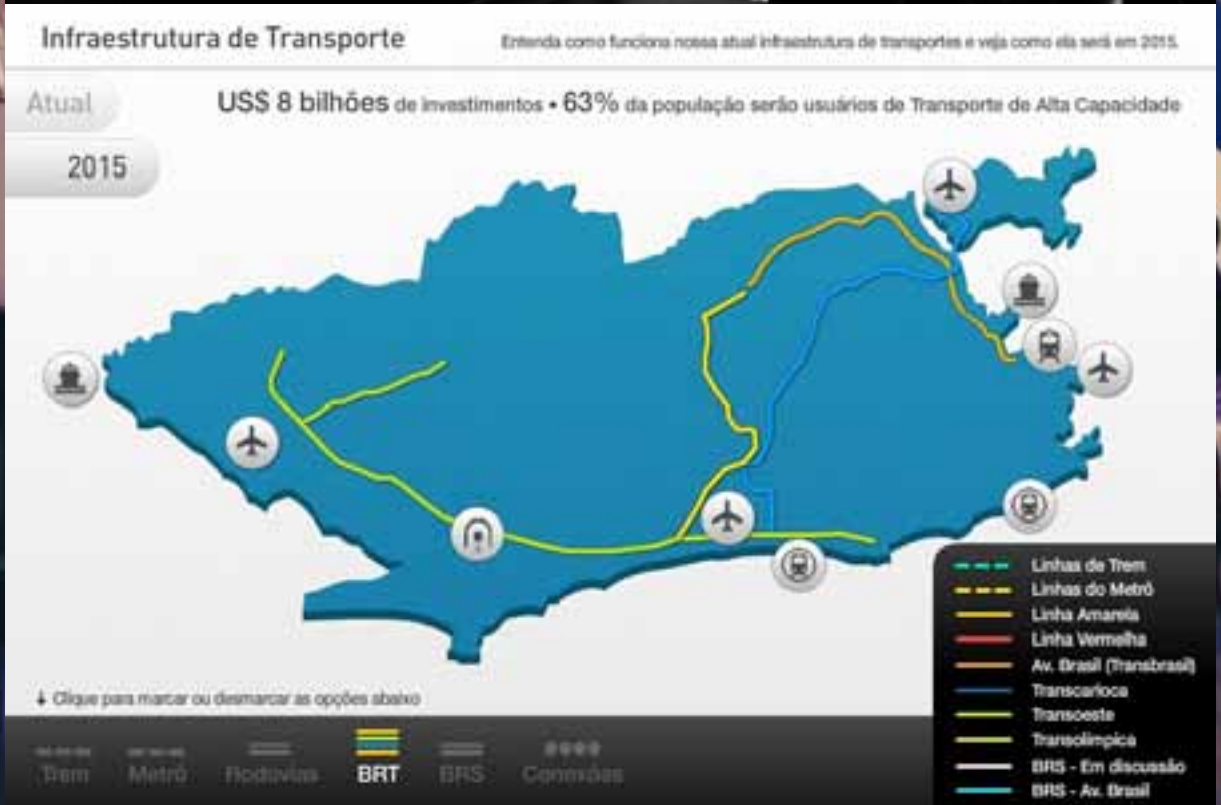 Infraestrutura de Transporte
Entenda como funciona nossa atual infraestrutura de transportes e veja como ela será em 2015.
Atual
US$ 8 bilhões de investimentos • 63% da população serão usuários de Transporte de Alta Capacidade
2015
Linhas de Trem
Linhas do Metrô
Linha Amarela
Linha Vermelha
Av. Brasil (Transbrasil)
Transcarioca
Transoeste
Transolímpica
BRS - Em discussão
BRS - Av. Brasil
↓ Clique para marcar ou desmarcar as opções abaixo
Trem
Metrô
Rodovias
BRT
BRS
Conexões